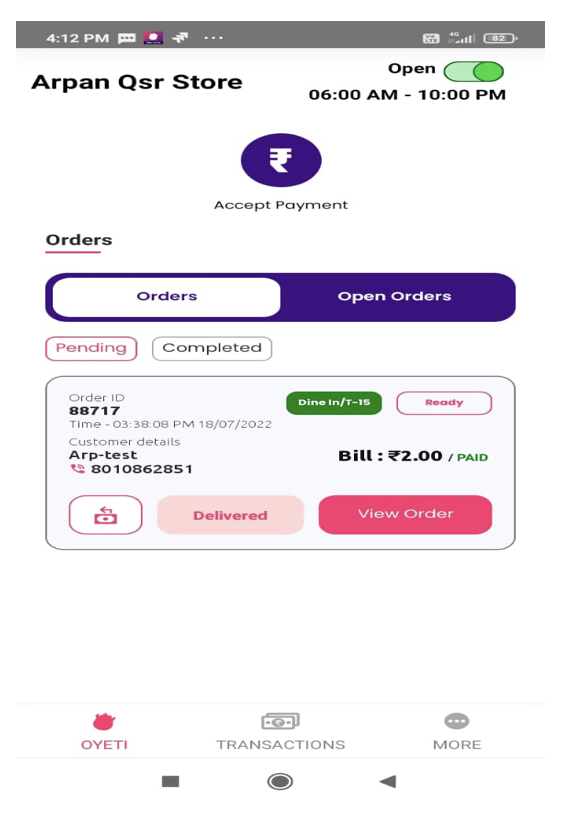 4:12 PM
4G
82
Arpan Qsr Store
Open
06:00 AM - 10:00 PM
₹
Accept Payment
Orders
Orders
Open Orders
Pending
Completed
Order ID
88717
Dine In/T-15
Ready
Time - 03:38:08 PM 18/07/2022
Customer details
Arp-test
Bill : ₹2.00 / PAID
8010862851
Delivered
View Order
OYETI
TRANSACTIONS
MORE